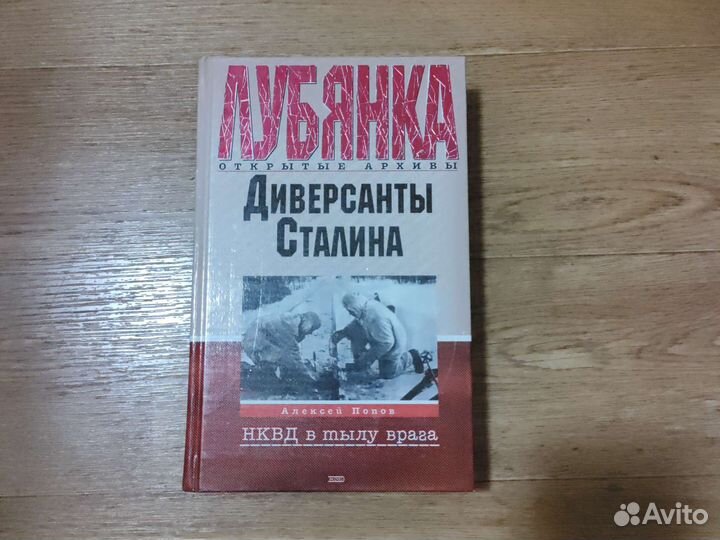 ЛУБЯНКА
ОТКРЫТЫЕ АРХИВЫ
ДИВЕРСАНТЫ
СТАЛИНА
Алексей Попов
НКВД в тылу врага
Avito